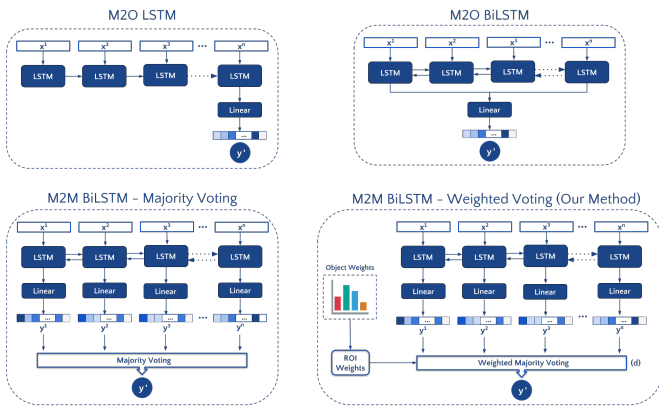 M2O LSTM
x¹ x² x³ ... xⁿ
LSTM LSTM LSTM LSTM
Linear
...
y'
M2O BiLSTM
x¹ x² x³ ... xⁿ
LSTM LSTM LSTM LSTM
Linear
...
y'
M2M BiLSTM - Majority Voting
x¹ x² x³ ... xⁿ
LSTM LSTM LSTM LSTM
Linear Linear Linear Linear
... ... ... ... ...
y¹ y² y³ yⁿ
Majority Voting
y'
M2M BiLSTM - Weighted Voting (Our Method)
x¹ x² x³ ... xⁿ
LSTM LSTM LSTM LSTM
Object Weights
Linear Linear Linear Linear
... ... ... ... ...
y¹ y² y³ yⁿ
ROI
Weights
Weighted Majority Voting (d)
y'